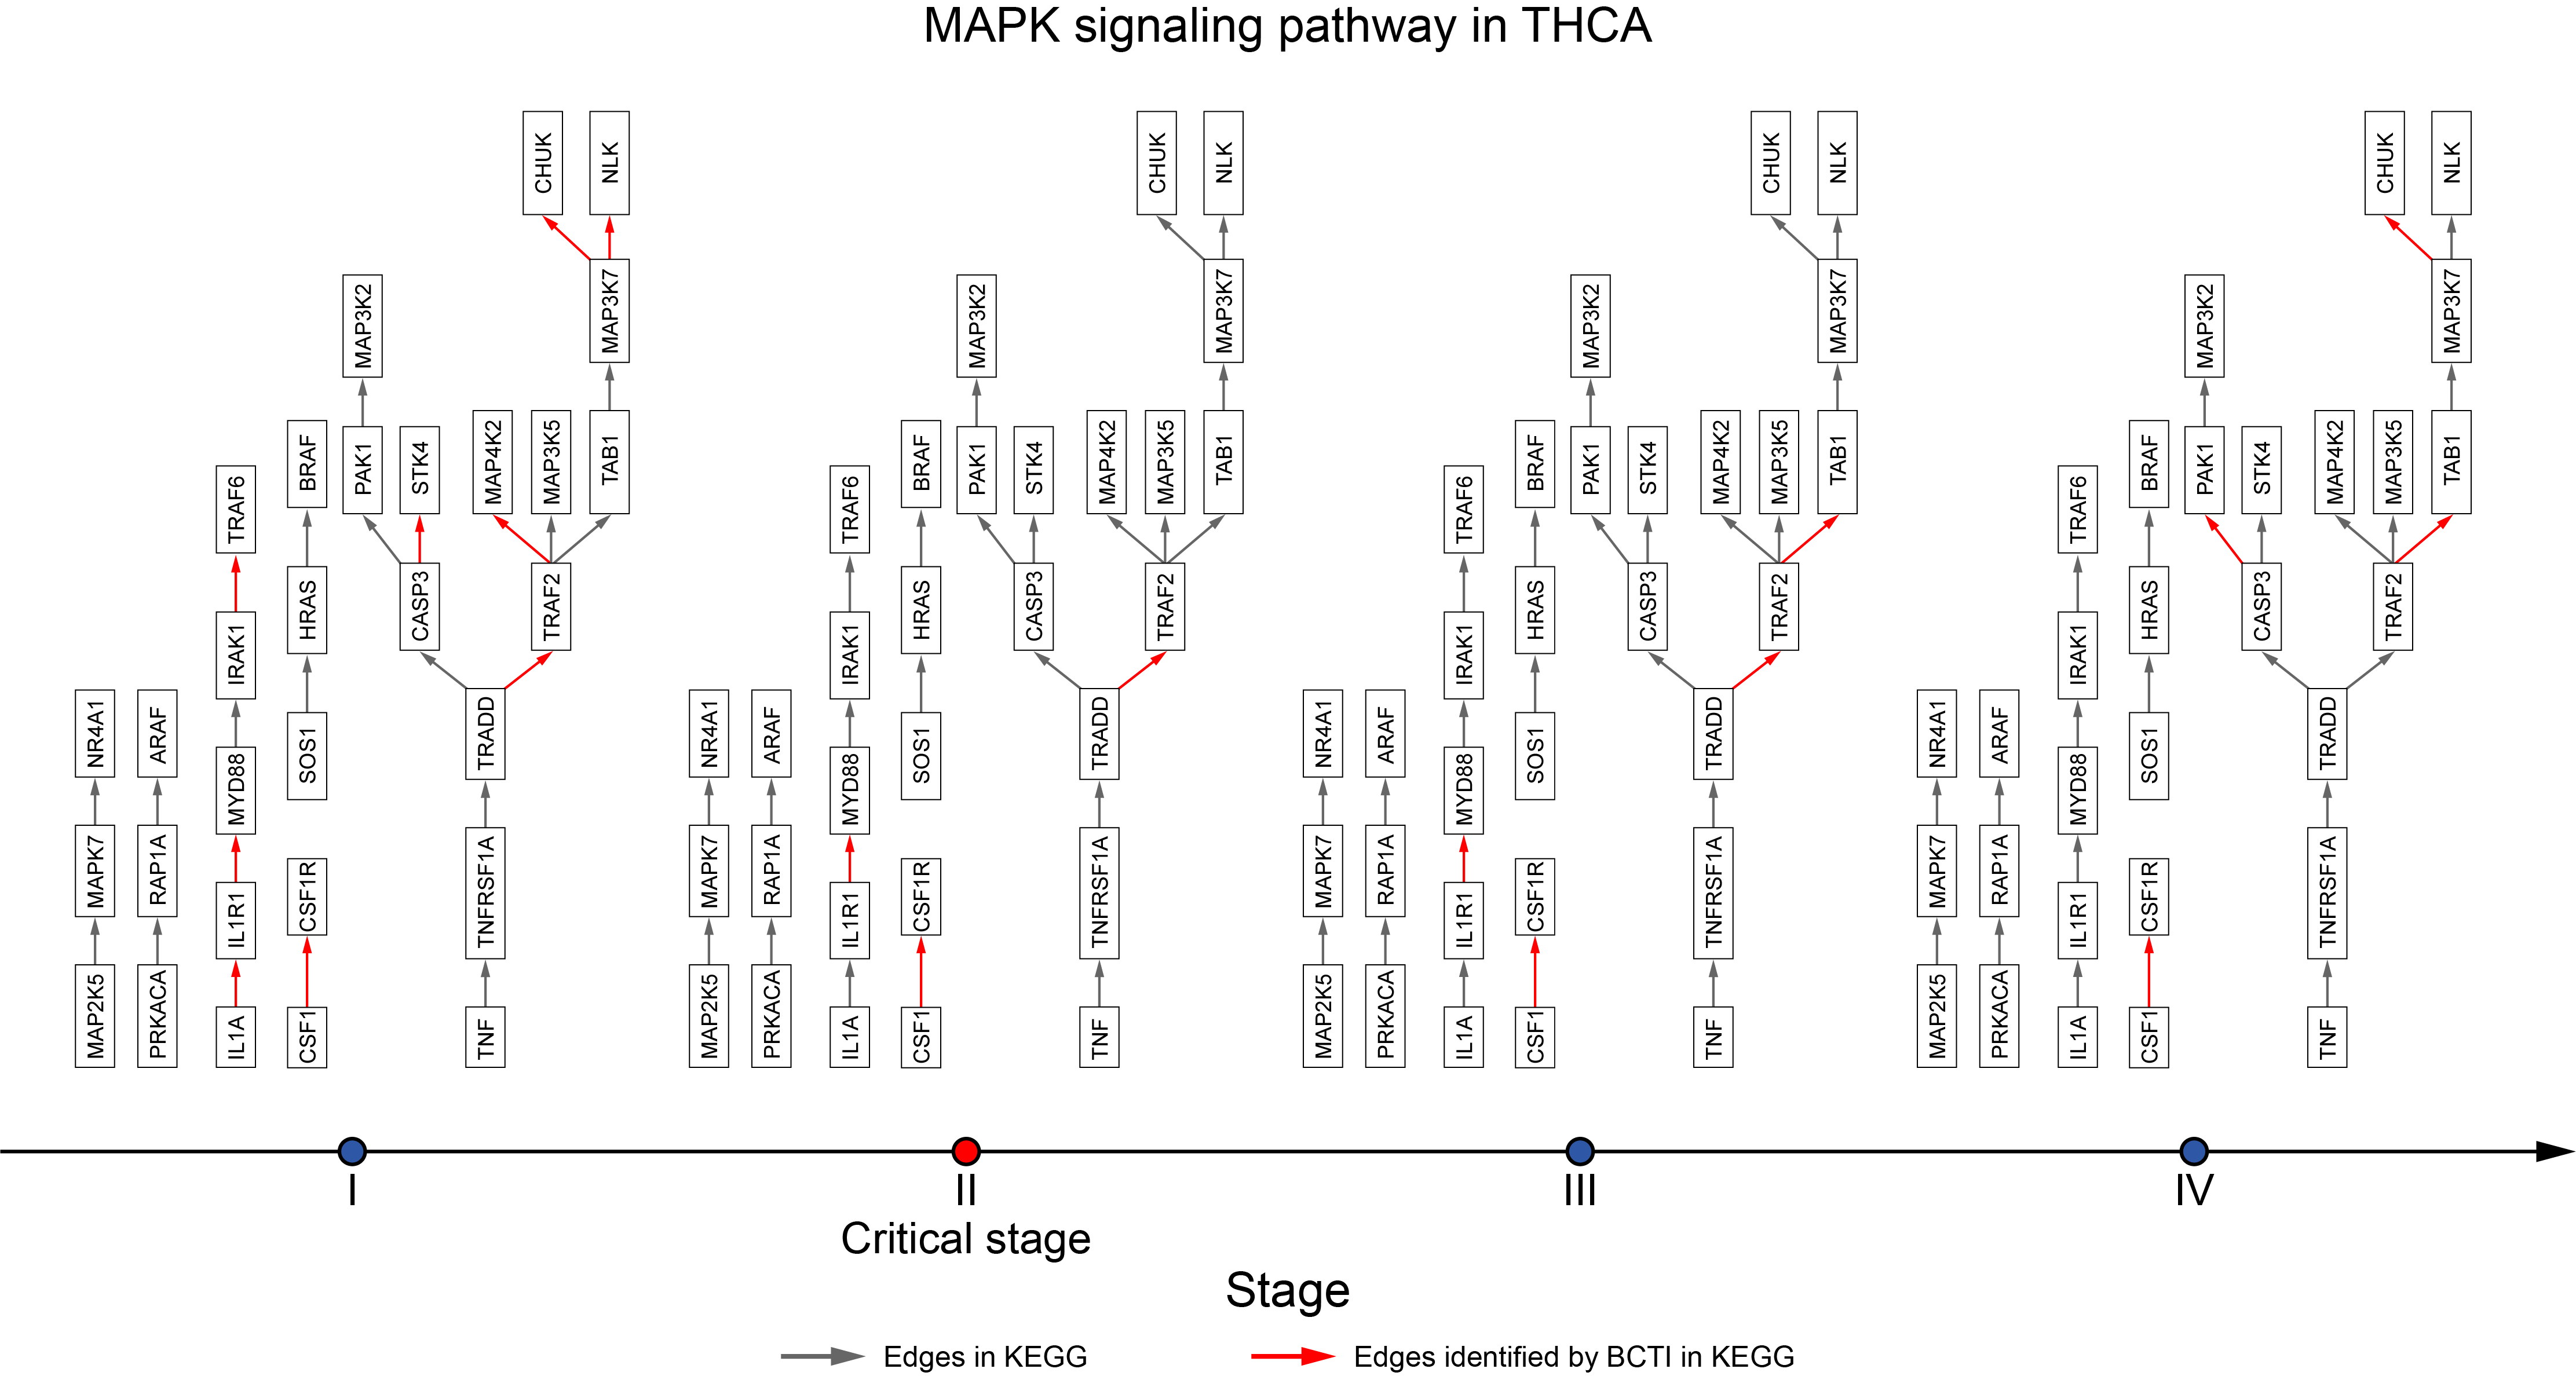 MAPK signaling pathway in THCA
CHUK
NLK
MAP3K2
MAP3K7
TRAF6
BRAF
PAK1
STK4
MAP4K2
MAP3K5
TAB1
IRAK1
HRAS
CASP3
TRAF2
NR4A1
ARAF
MYD88
SOS1
TRADD
MAPK7
RAP1A
IL1R1
CSF1R
TNFRSF1A
MAP2K5
PRKACA
IL1A
CSF1
TNF
CHUK
NLK
MAP3K2
MAP3K7
TRAF6
BRAF
PAK1
STK4
MAP4K2
MAP3K5
TAB1
IRAK1
HRAS
CASP3
TRAF2
NR4A1
ARAF
MYD88
SOS1
TRADD
MAPK7
RAP1A
IL1R1
CSF1R
TNFRSF1A
MAP2K5
PRKACA
IL1A
CSF1
TNF
CHUK
NLK
MAP3K2
MAP3K7
TRAF6
BRAF
PAK1
STK4
MAP4K2
MAP3K5
TAB1
IRAK1
HRAS
CASP3
TRAF2
NR4A1
ARAF
MYD88
SOS1
TRADD
MAPK7
RAP1A
IL1R1
CSF1R
TNFRSF1A
MAP2K5
PRKACA
IL1A
CSF1
TNF
CHUK
NLK
MAP3K2
MAP3K7
TRAF6
BRAF
PAK1
STK4
MAP4K2
MAP3K5
TAB1
IRAK1
HRAS
CASP3
TRAF2
NR4A1
ARAF
MYD88
SOS1
TRADD
MAPK7
RAP1A
IL1R1
CSF1R
TNFRSF1A
MAP2K5
PRKACA
IL1A
CSF1
TNF
I
II
III
IV
Critical stage
Stage
Edges in KEGG
Edges identified by BCTI in KEGG